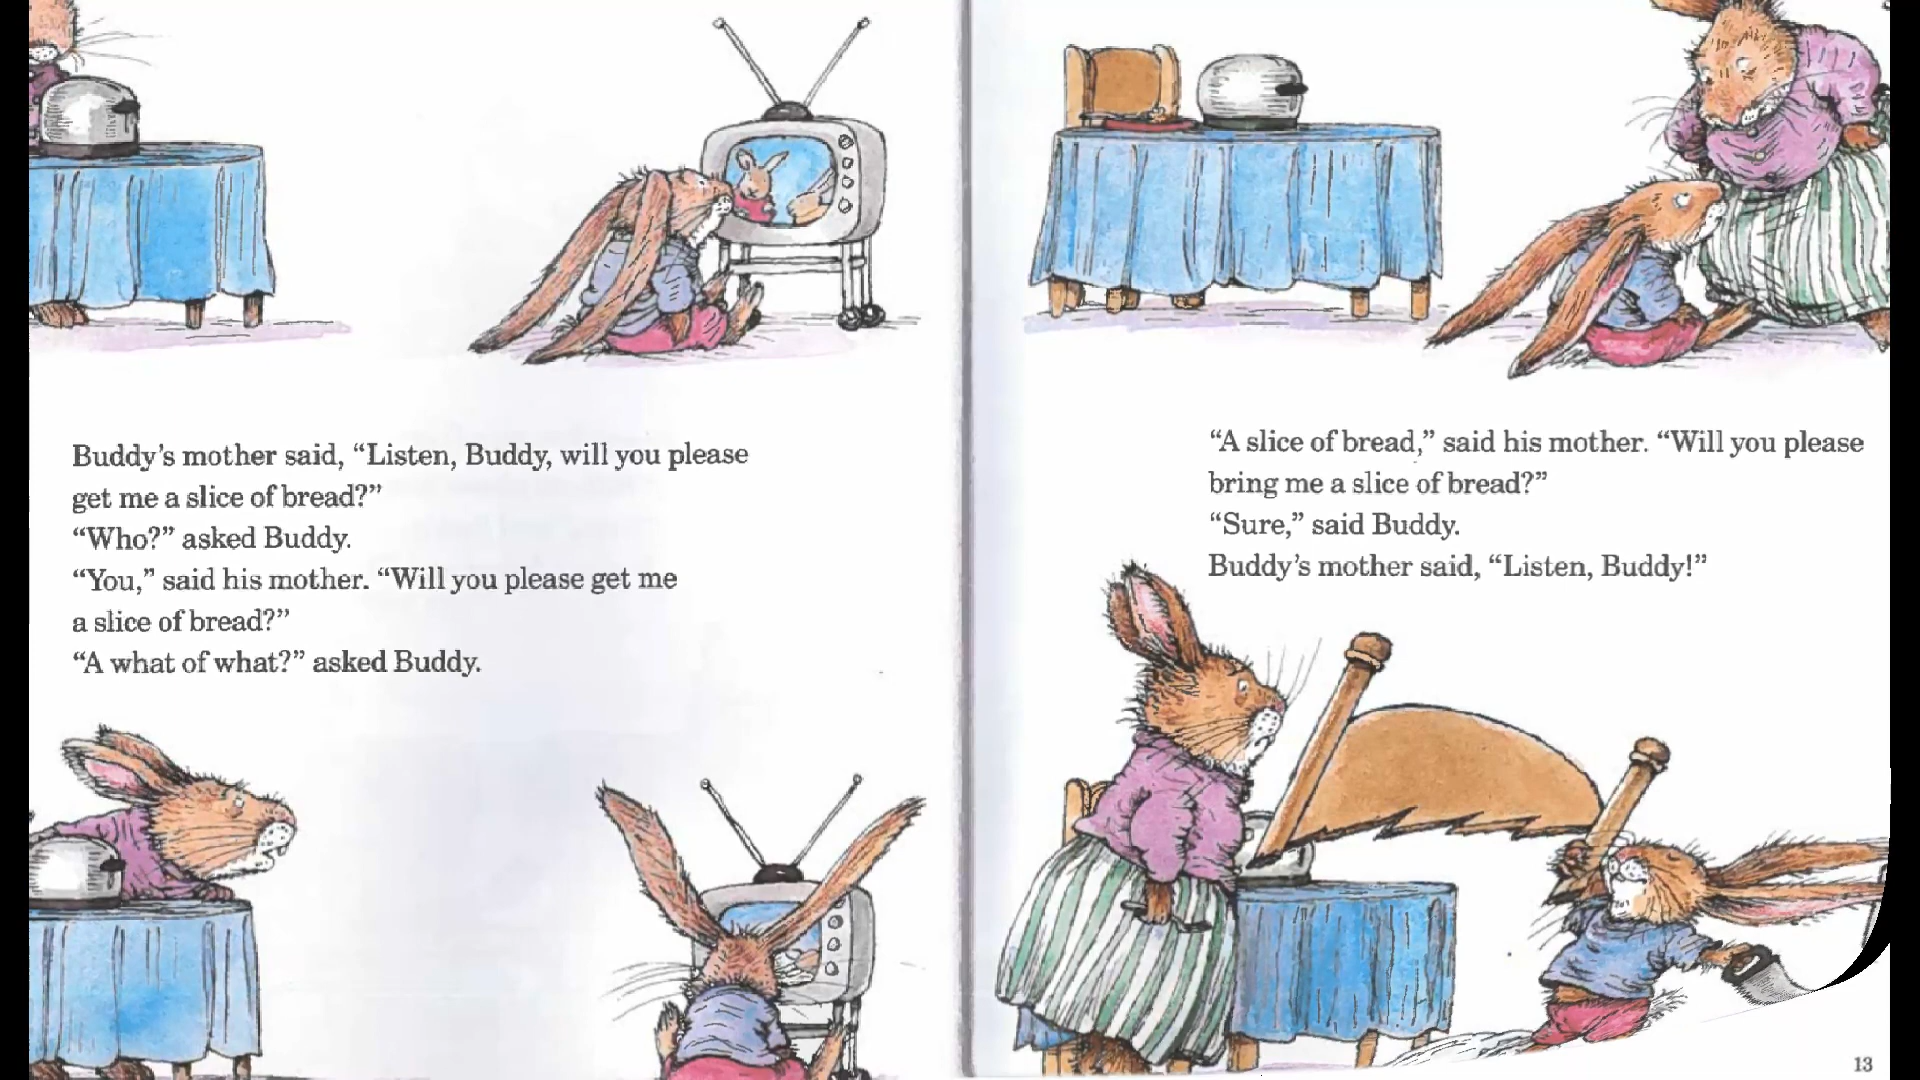 Buddy's mother said, “Listen, Buddy, will you please
get me a slice of bread?”
“Who?” asked Buddy.
“You,” said his mother. “Will you please get me
a slice of bread?”
“A what of what?” asked Buddy.
“A slice of bread,” said his mother. “Will you please
bring me a slice of bread?”
“Sure,” said Buddy.
Buddy's mother said, “Listen, Buddy!”
13